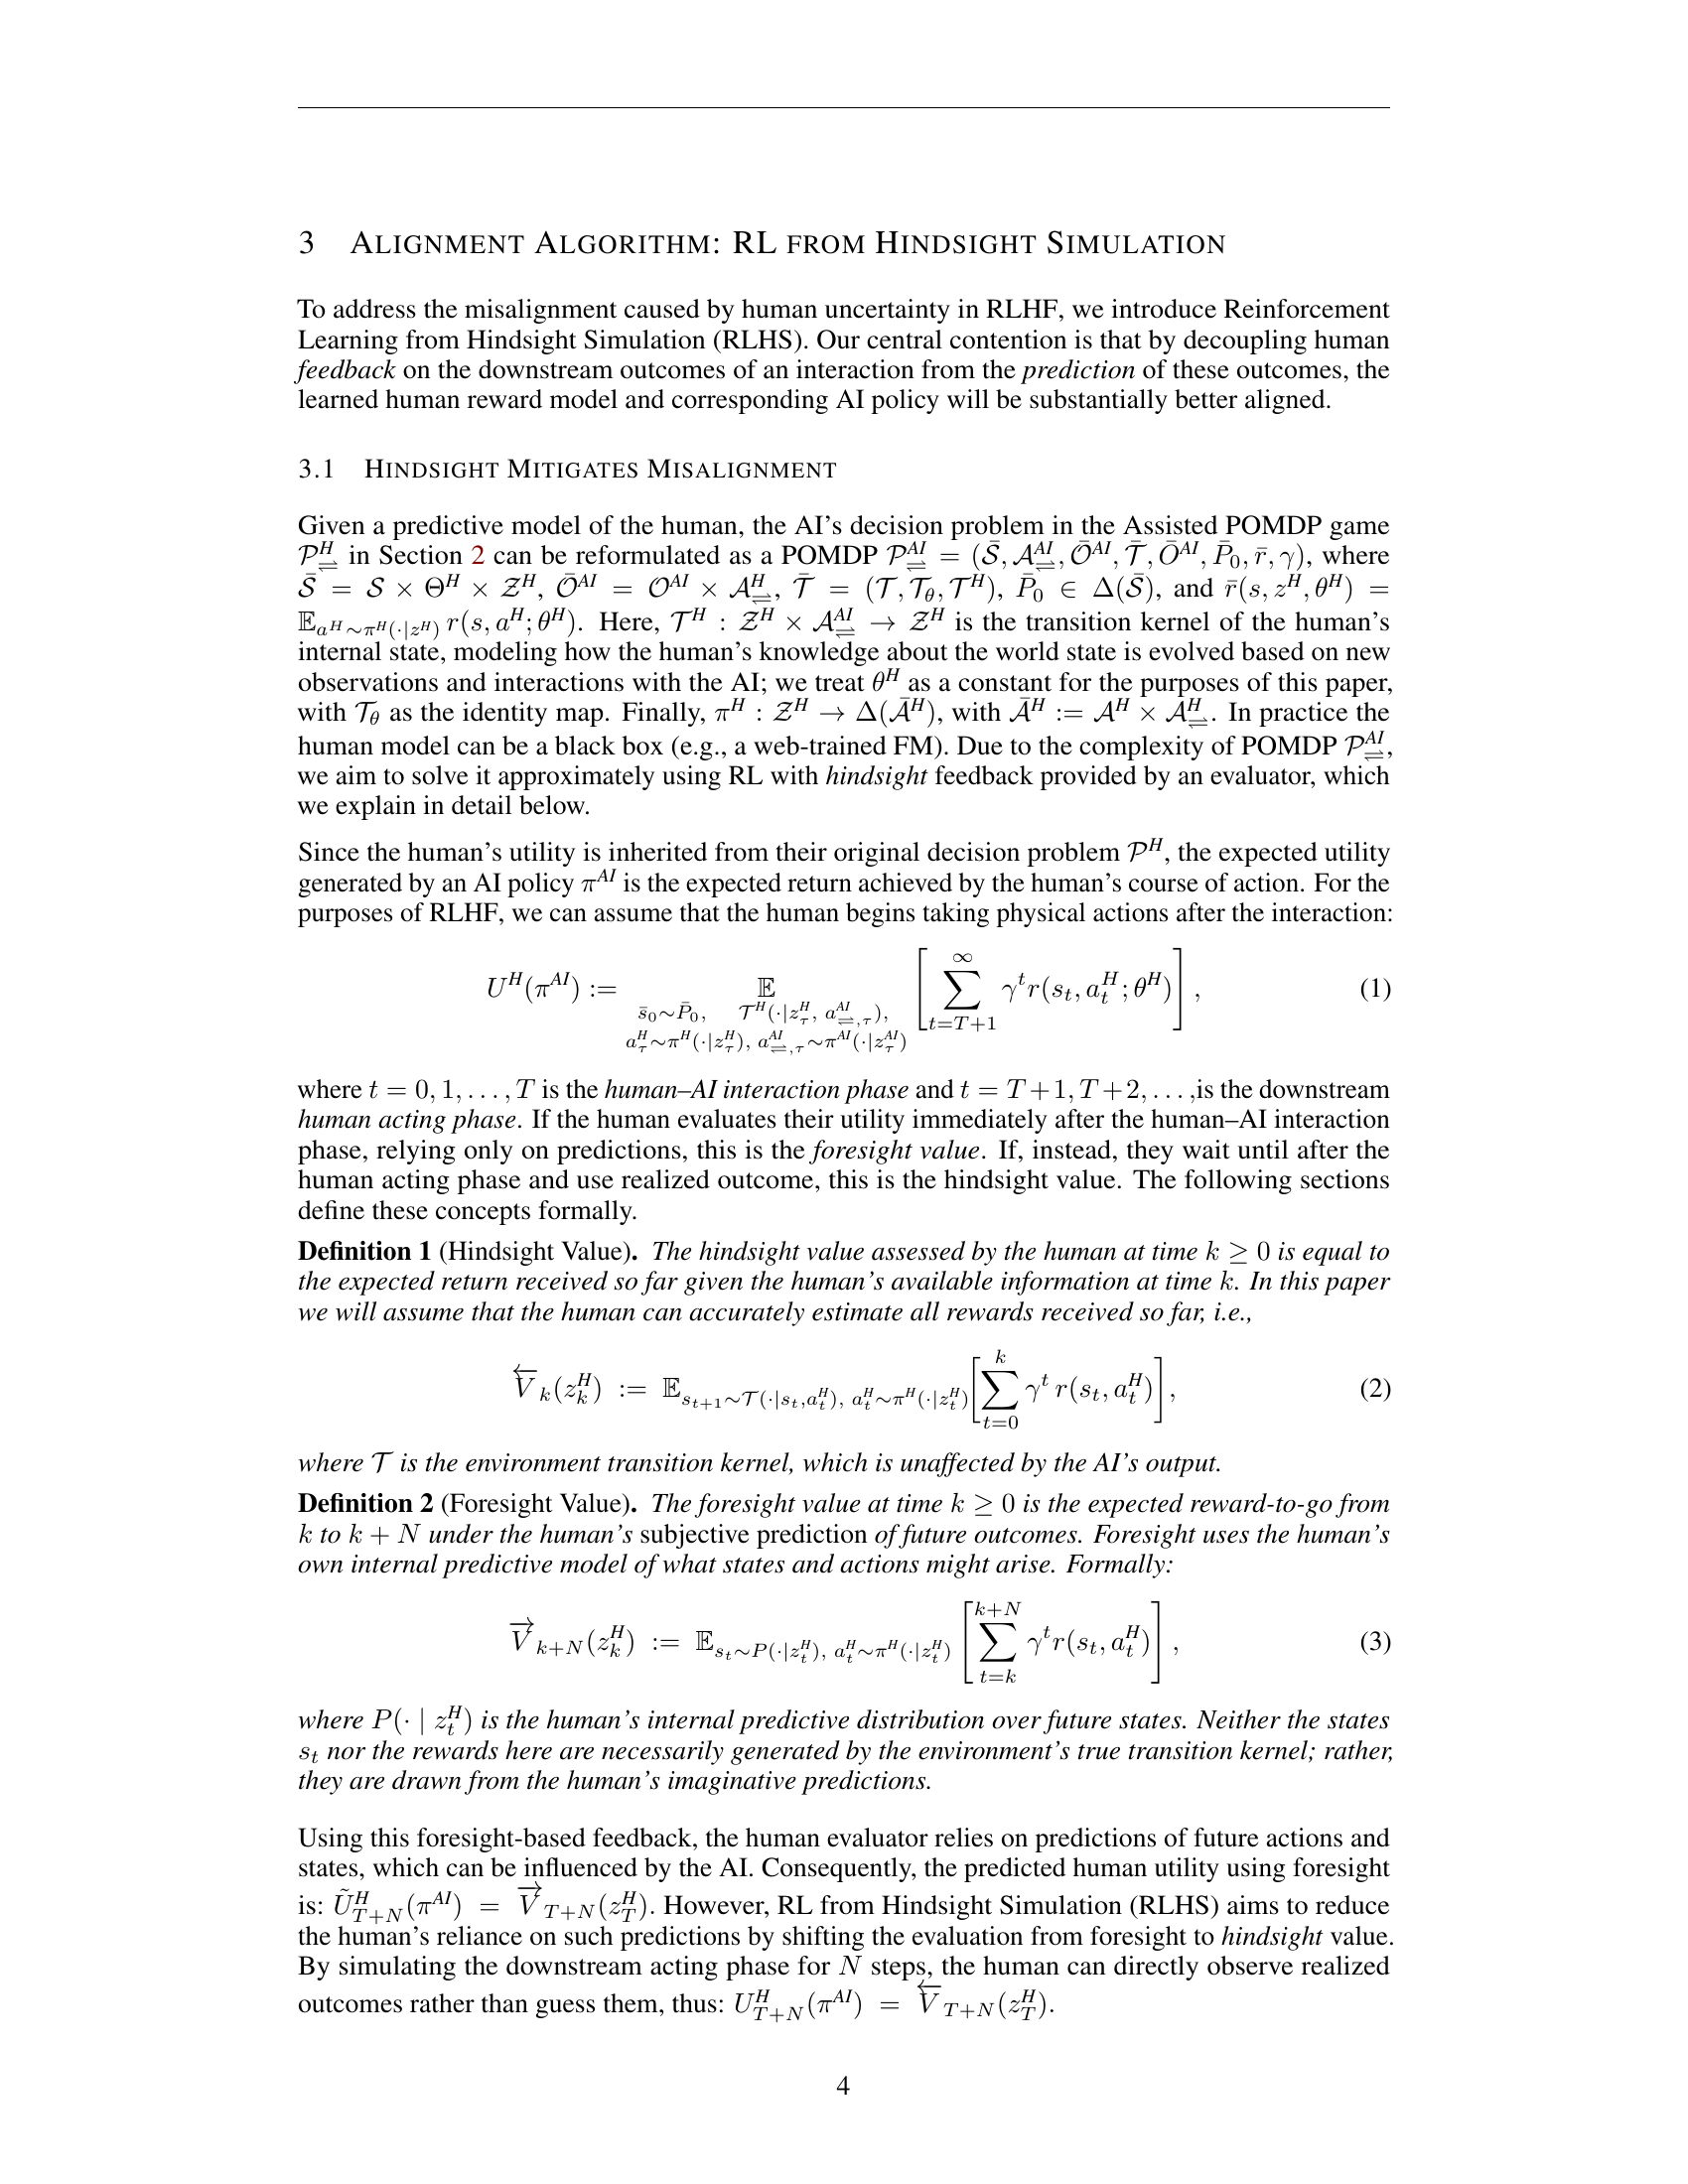 3 ALIGNMENT ALGORITHM: RL FROM HINDSIGHT SIMULATION
To address the misalignment caused by human uncertainty in RLHF, we introduce Reinforcement
Learning from Hindsight Simulation (RLHS). Our central contention is that by decoupling human
feedback on the downstream outcomes of an interaction from the prediction of these outcomes, the
learned human reward model and corresponding AI policy will be substantially better aligned.
3.1 HINDSIGHT MITIGATES MISALIGNMENT
Given a predictive model of the human, the AI's decision problem in the Assisted POMDP game
$\mathcal{P}^H_\rightleftharpoons$ in Section 2 can be reformulated as a POMDP $\mathcal{P}^{AI}_\rightleftharpoons = (\bar{\mathcal{S}}, \mathcal{A}^{AI}_\rightleftharpoons, \bar{\mathcal{O}}^{AI}, \bar{\mathcal{T}}, \bar{O}^{AI}, \bar{P}_0, \bar{r}, \gamma)$, where
$\bar{\mathcal{S}} = \mathcal{S} \times \Theta^H \times \mathcal{Z}^H$, $\bar{\mathcal{O}}^{AI} = \mathcal{O}^{AI} \times \mathcal{A}^H_\rightleftharpoons$, $\bar{\mathcal{T}} = (\mathcal{T}, \mathcal{T}_\theta, \mathcal{T}^H)$, $\bar{P}_0 \in \Delta(\bar{\mathcal{S}})$, and $\bar{r}(s, z^H, \theta^H) =$
$\mathbb{E}_{a^H \sim \pi^H(\cdot|z^H)} r(s, a^H; \theta^H)$. Here, $\mathcal{T}^H : \mathcal{Z}^H \times \mathcal{A}^{AI}_\rightleftharpoons \to \mathcal{Z}^H$ is the transition kernel of the human's
internal state, modeling how the human's knowledge about the world state is evolved based on new
observations and interactions with the AI; we treat $\theta^H$ as a constant for the purposes of this paper,
with $\mathcal{T}_\theta$ as the identity map. Finally, $\pi^H : \mathcal{Z}^H \to \Delta(\bar{\mathcal{A}}^H)$, with $\bar{\mathcal{A}}^H := \mathcal{A}^H \times \mathcal{A}^H_\rightleftharpoons$. In practice the
human model can be a black box (e.g., a web-trained FM). Due to the complexity of POMDP $\mathcal{P}^{AI}_\rightleftharpoons$,
we aim to solve it approximately using RL with hindsight feedback provided by an evaluator, which
we explain in detail below.
Since the human's utility is inherited from their original decision problem $\mathcal{P}^H$, the expected utility
generated by an AI policy $\pi^{AI}$ is the expected return achieved by the human's course of action. For the
purposes of RLHF, we can assume that the human begins taking physical actions after the interaction:
$U^H(\pi^{AI}) := \mathbb{E}_{\bar{s}_0 \sim \bar{P}_0, \ \mathcal{T}^H(\cdot|z^H_\tau, a^{AI}_{\rightleftharpoons,\tau}), \ a^H_\tau \sim \pi^H(\cdot|z^H_\tau), \ a^{AI}_{\rightleftharpoons,\tau} \sim \pi^{AI}(\cdot|z^{AI}_\tau)} \left[ \sum_{t=T+1}^{\infty} \gamma^t r(s_t, a^H_t; \theta^H) \right],$ (1)
where $t = 0, 1, \ldots, T$ is the human–AI interaction phase and $t = T+1, T+2, \ldots,$is the downstream
human acting phase. If the human evaluates their utility immediately after the human–AI interaction
phase, relying only on predictions, this is the foresight value. If, instead, they wait until after the
human acting phase and use realized outcome, this is the hindsight value. The following sections
define these concepts formally.
Definition 1 (Hindsight Value). The hindsight value assessed by the human at time $k \geq 0$ is equal to
the expected return received so far given the human's available information at time $k$. In this paper
we will assume that the human can accurately estimate all rewards received so far, i.e.,
$\overleftarrow{V}_k(z^H_k) := \mathbb{E}_{s_{t+1} \sim \mathcal{T}(\cdot|s_t, a^H_t), \ a^H_t \sim \pi^H(\cdot|z^H_t)} \left[ \sum_{t=0}^{k} \gamma^t r(s_t, a^H_t) \right],$ (2)
where $\mathcal{T}$ is the environment transition kernel, which is unaffected by the AI's output.
Definition 2 (Foresight Value). The foresight value at time $k \geq 0$ is the expected reward-to-go from
$k$ to $k + N$ under the human's subjective prediction of future outcomes. Foresight uses the human's
own internal predictive model of what states and actions might arise. Formally:
$\overrightarrow{V}_{k+N}(z^H_k) := \mathbb{E}_{s_t \sim P(\cdot|z^H_t), \ a^H_t \sim \pi^H(\cdot|z^H_t)} \left[ \sum_{t=k}^{k+N} \gamma^t r(s_t, a^H_t) \right],$ (3)
where $P(\cdot \mid z^H_t)$ is the human's internal predictive distribution over future states. Neither the states
$s_t$ nor the rewards here are necessarily generated by the environment's true transition kernel; rather,
they are drawn from the human's imaginative predictions.
Using this foresight-based feedback, the human evaluator relies on predictions of future actions and
states, which can be influenced by the AI. Consequently, the predicted human utility using foresight
is: $\tilde{U}^H_{T+N}(\pi^{AI}) = \overrightarrow{V}_{T+N}(z^H_T)$. However, RL from Hindsight Simulation (RLHS) aims to reduce
the human's reliance on such predictions by shifting the evaluation from foresight to hindsight value.
By simulating the downstream acting phase for $N$ steps, the human can directly observe realized
outcomes rather than guess them, thus: $U^H_{T+N}(\pi^{AI}) = \overleftarrow{V}_{T+N}(z^H_T)$.
4